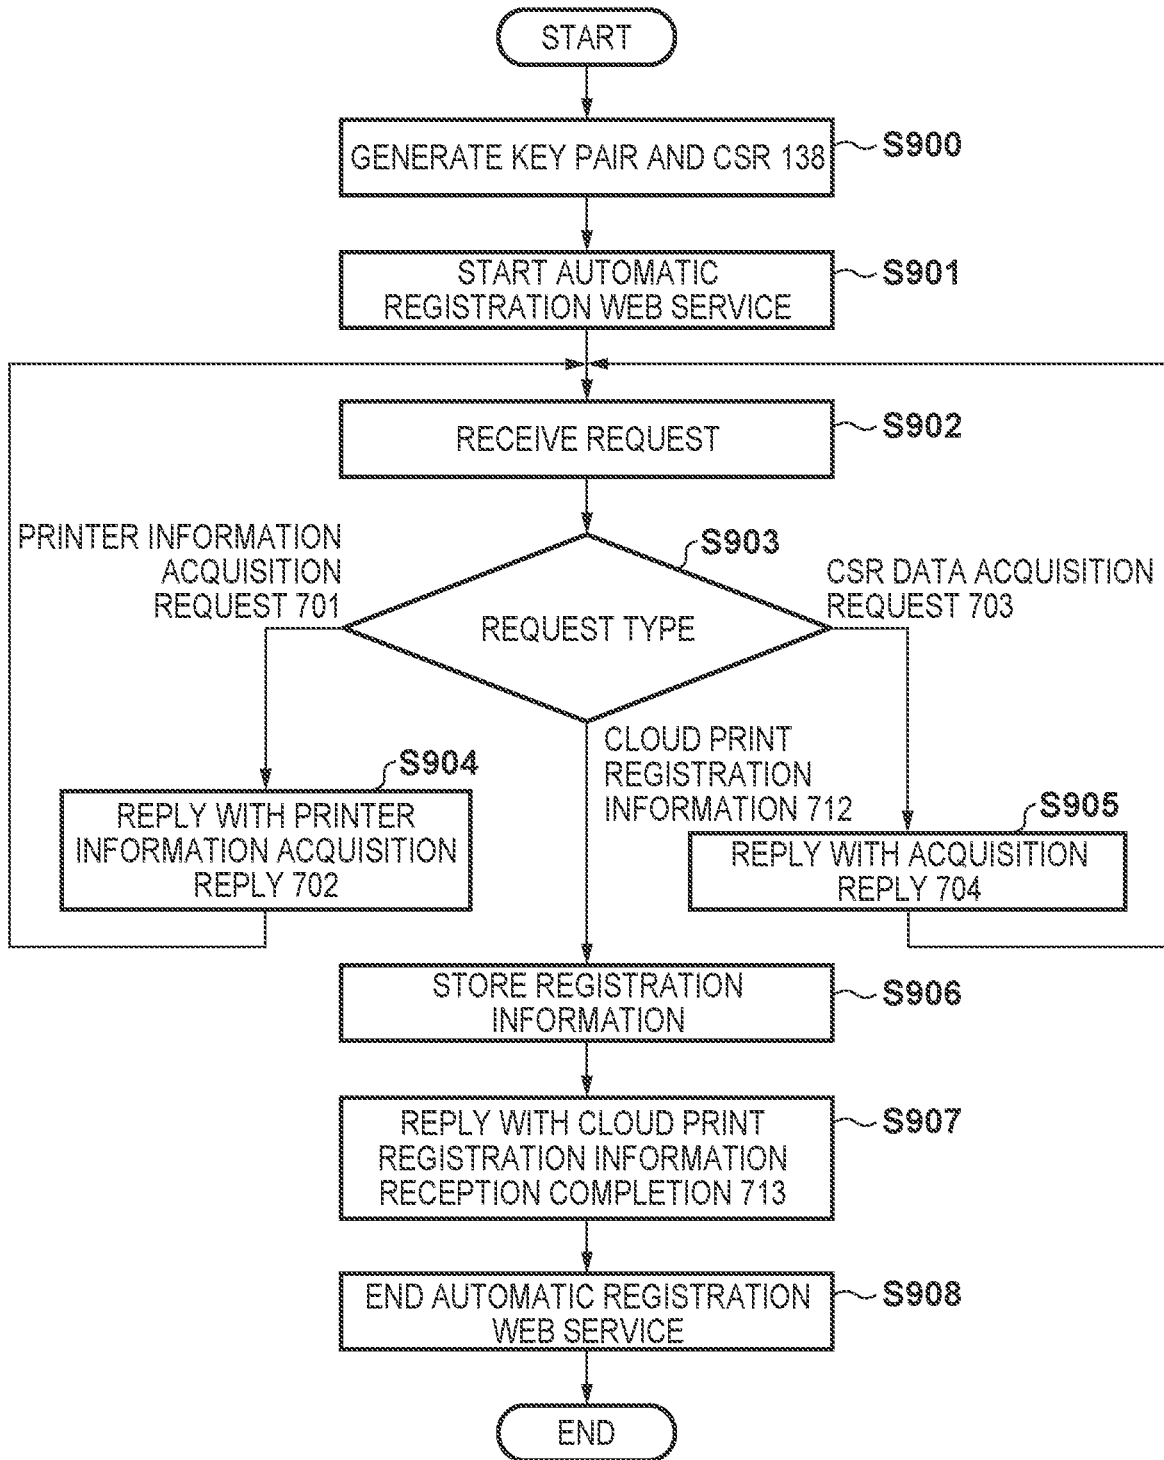 START
GENERATE KEY PAIR AND CSR 138
S900
START AUTOMATIC
REGISTRATION WEB SERVICE
S901
RECEIVE REQUEST
S902
PRINTER INFORMATION
ACQUISITION
REQUEST 701
S903
REQUEST TYPE
CSR DATA ACQUISITION
REQUEST 703
CLOUD PRINT
REGISTRATION
INFORMATION 712
S904
REPLY WITH PRINTER
INFORMATION ACQUISITION
REPLY 702
S905
REPLY WITH ACQUISITION
REPLY 704
STORE REGISTRATION
INFORMATION
S906
REPLY WITH CLOUD PRINT
REGISTRATION INFORMATION
RECEPTION COMPLETION 713
S907
END AUTOMATIC REGISTRATION
WEB SERVICE
S908
END